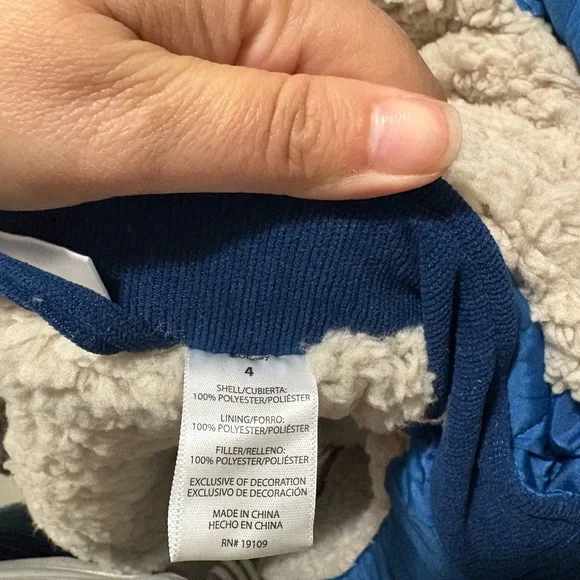 4
SHELL/CUBIERTA:
100% POLYESTER/POLIÉSTER
LINING/FORRO:
100% POLYESTER/POLIÉSTER
FILLER/RELLENO:
100% POLYESTER/POLIÉSTER
EXCLUSIVE OF DECORATION
EXCLUSIVO DE DECORACIÓN
MADE IN CHINA
HECHO EN CHINA
RN# 19109